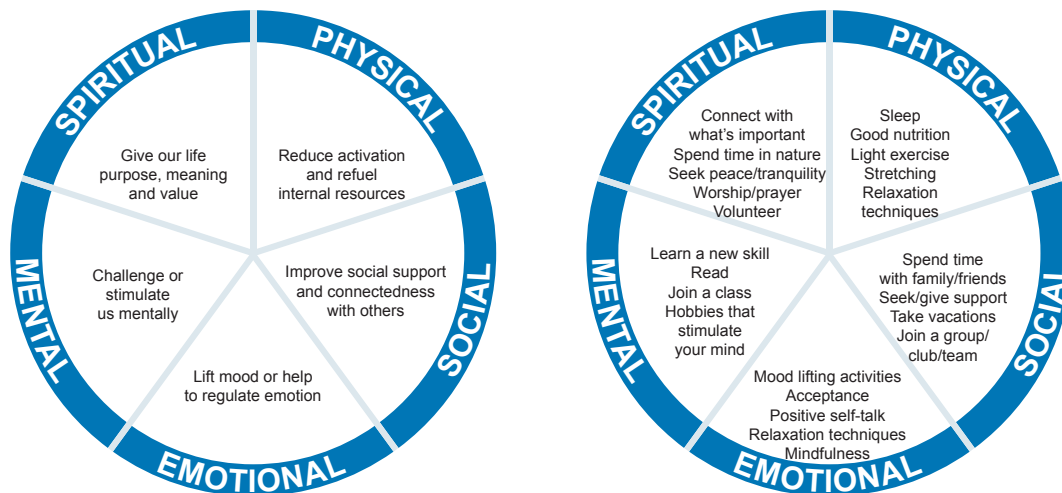 SPIRITUAL
PHYSICAL
Give our life
purpose, meaning
and value
Reduce activation
and refuel
internal resources
MENTAL
Challenge or
stimulate
us mentally
Improve social support
and connectedness
with others
SOCIAL
Lift mood or help
to regulate emotion
EMOTIONAL
SPIRITUAL
PHYSICAL
Connect with
what's important
Spend time in nature
Seek peace/tranquility
Worship/prayer
Volunteer
Sleep
Good nutrition
Light exercise
Stretching
Relaxation
techniques
MENTAL
Learn a new skill
Read
Join a class
Hobbies that
stimulate
your mind
Spend time
with family/friends
Seek/give support
Take vacations
Join a group/
club/team
SOCIAL
Mood lifting activities
Acceptance
Positive self-talk
Relaxation techniques
Mindfulness
EMOTIONAL